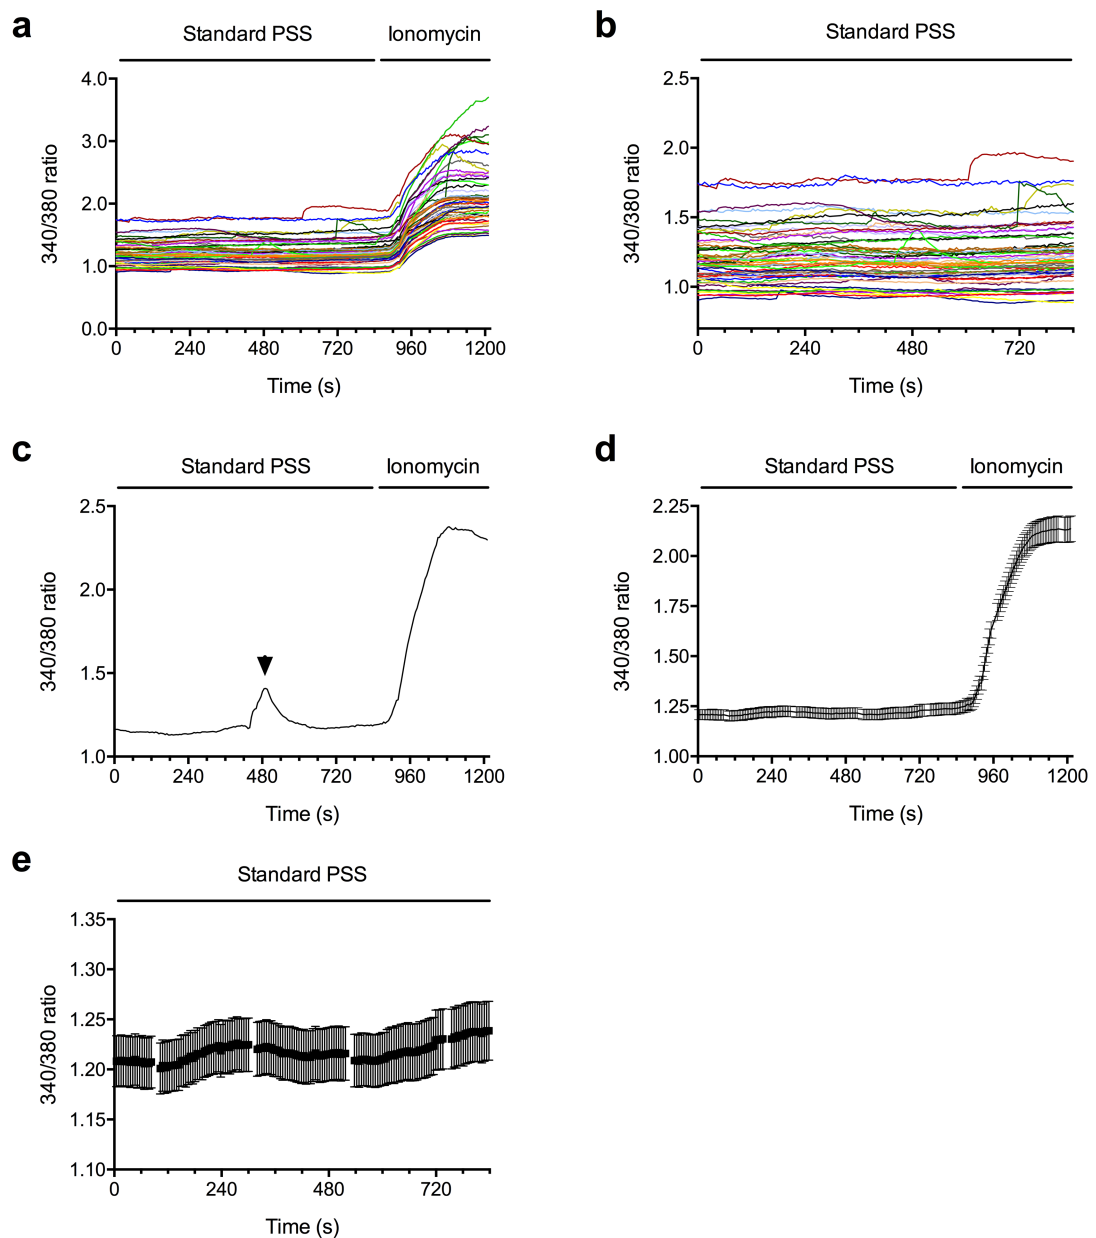 a
Standard PSS
Ionomycin
4.0
3.0
2.0
1.0
0.0
340/380 ratio
0 240 480 720 960 1200
Time (s)
b
Standard PSS
2.5
2.0
1.5
1.0
340/380 ratio
0 240 480 720
Time (s)
c
Standard PSS
Ionomycin
2.5
2.0
1.5
1.0
340/380 ratio
0 240 480 720 960 1200
Time (s)
d
Standard PSS
Ionomycin
2.25
2.00
1.75
1.50
1.25
1.00
340/380 ratio
0 240 480 720 960 1200
Time (s)
e
Standard PSS
1.35
1.30
1.25
1.20
1.15
1.10
340/380 ratio
0 240 480 720
Time (s)